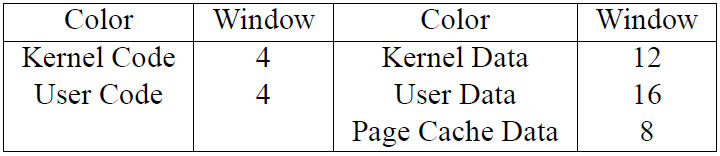 Color Window Color Window
Kernel Code 4 Kernel Data 12
User Code 4 User Data 16
Page Cache Data 8